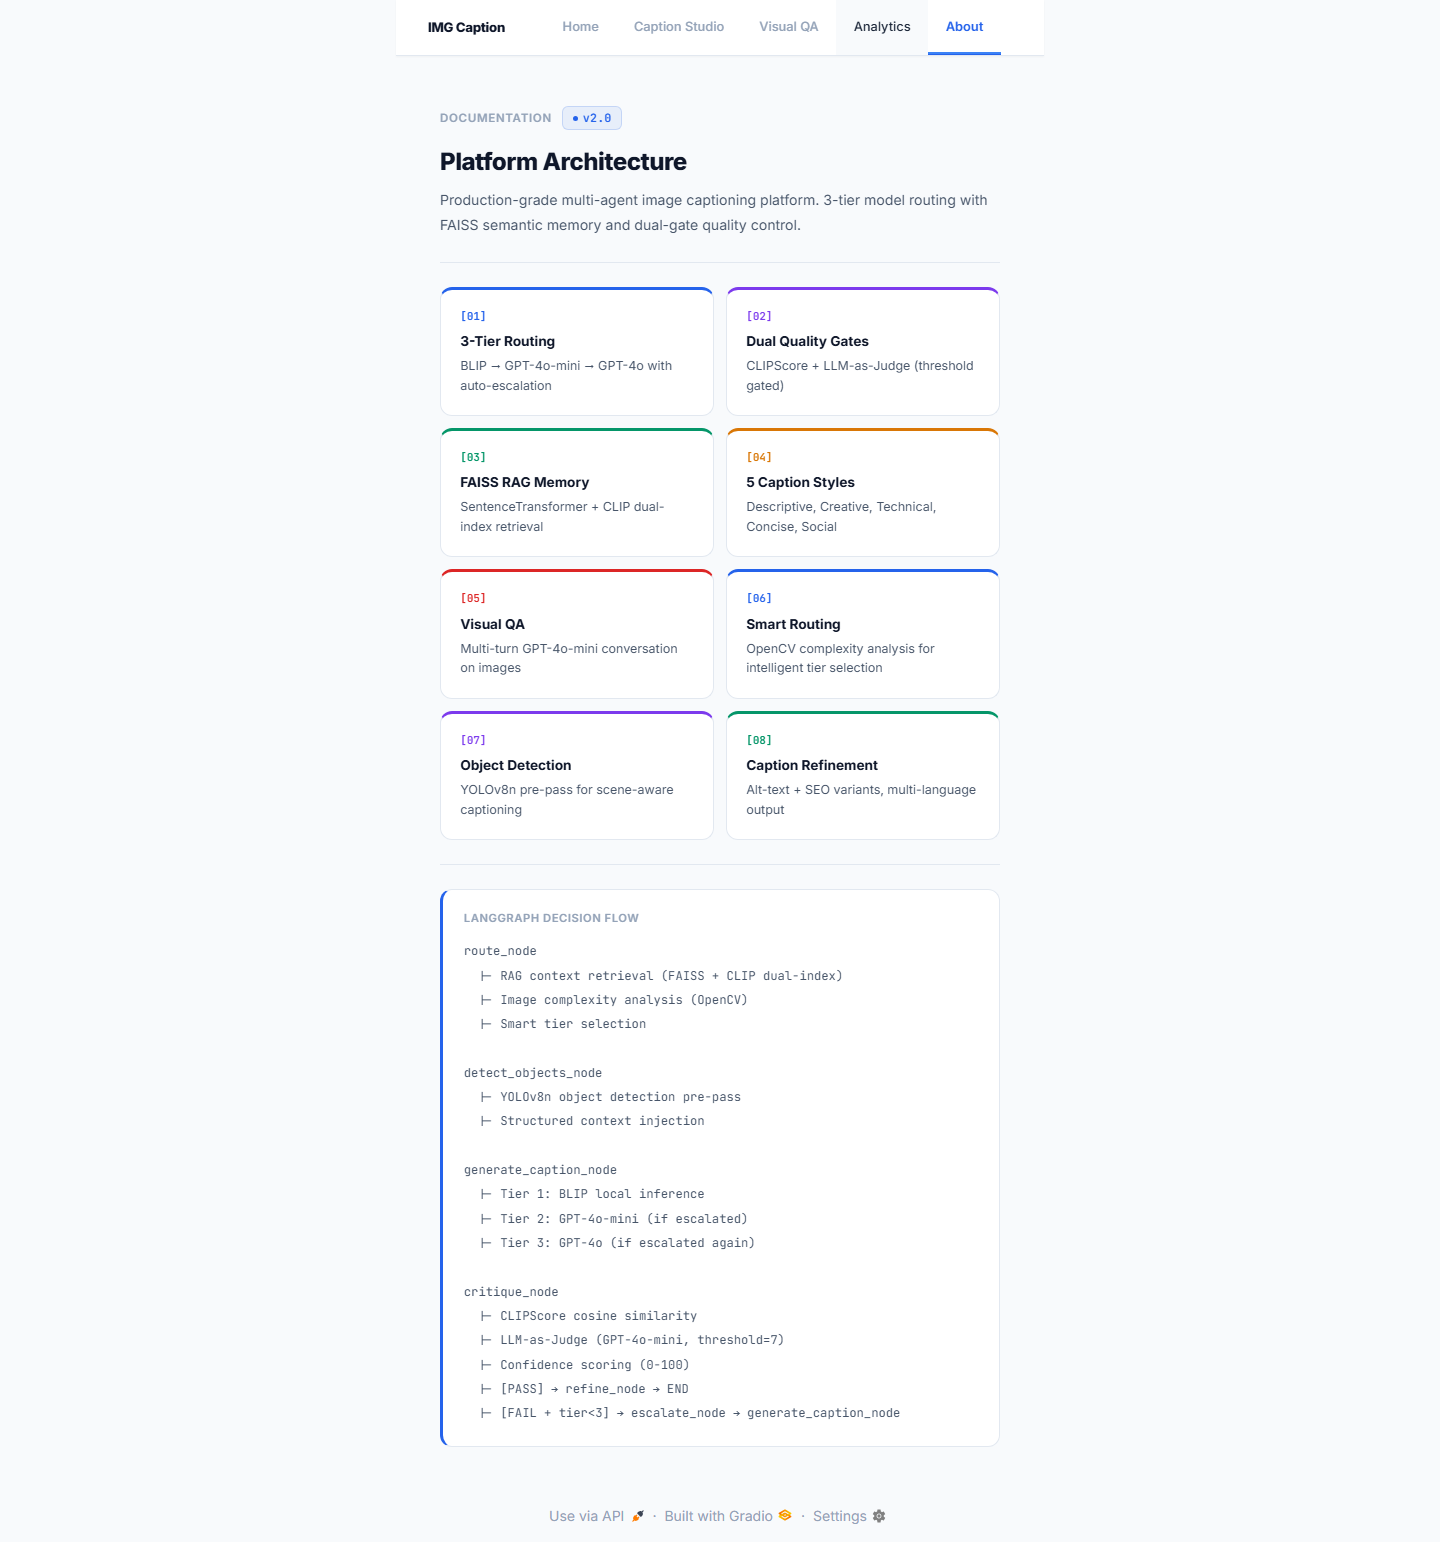 IMG Caption
Home
Caption Studio
Visual QA
Analytics
About
DOCUMENTATION
v2.0
Platform Architecture
Production-grade multi-agent image captioning platform. 3-tier model routing with
FAISS semantic memory and dual-gate quality control.
[01]
3-Tier Routing
BLIP → GPT-4o-mini → GPT-4o with
auto-escalation
[02]
Dual Quality Gates
CLIPScore + LLM-as-Judge (threshold
gated)
[03]
FAISS RAG Memory
SentenceTransformer + CLIP dual-
index retrieval
[04]
5 Caption Styles
Descriptive, Creative, Technical,
Concise, Social
[05]
Visual QA
Multi-turn GPT-4o-mini conversation
on images
[06]
Smart Routing
OpenCV complexity analysis for
intelligent tier selection
[07]
Object Detection
YOLOv8n pre-pass for scene-aware
captioning
[08]
Caption Refinement
Alt-text + SEO variants, multi-language
output
LANGGRAPH DECISION FLOW
route_node
├─ RAG context retrieval (FAISS + CLIP dual-index)
├─ Image complexity analysis (OpenCV)
├─ Smart tier selection
detect_objects_node
├─ YOLOv8n object detection pre-pass
├─ Structured context injection
generate_caption_node
├─ Tier 1: BLIP local inference
├─ Tier 2: GPT-4o-mini (if escalated)
├─ Tier 3: GPT-4o (if escalated again)
critique_node
├─ CLIPScore cosine similarity
├─ LLM-as-Judge (GPT-4o-mini, threshold=7)
├─ Confidence scoring (0-100)
├─ [PASS] → refine_node → END
├─ [FAIL + tier<3] → escalate_node → generate_caption_node
Use via API 🚀 · Built with Gradio · Settings ⚙